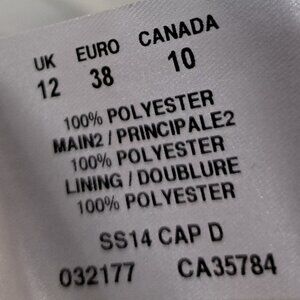 UK EURO CANADA
12 38 10
100% POLYESTER
MAIN2 / PRINCIPALE2
100% POLYESTER
LINING / DOUBLURE
100% POLYESTER
SS14 CAP D
032177 CA35784